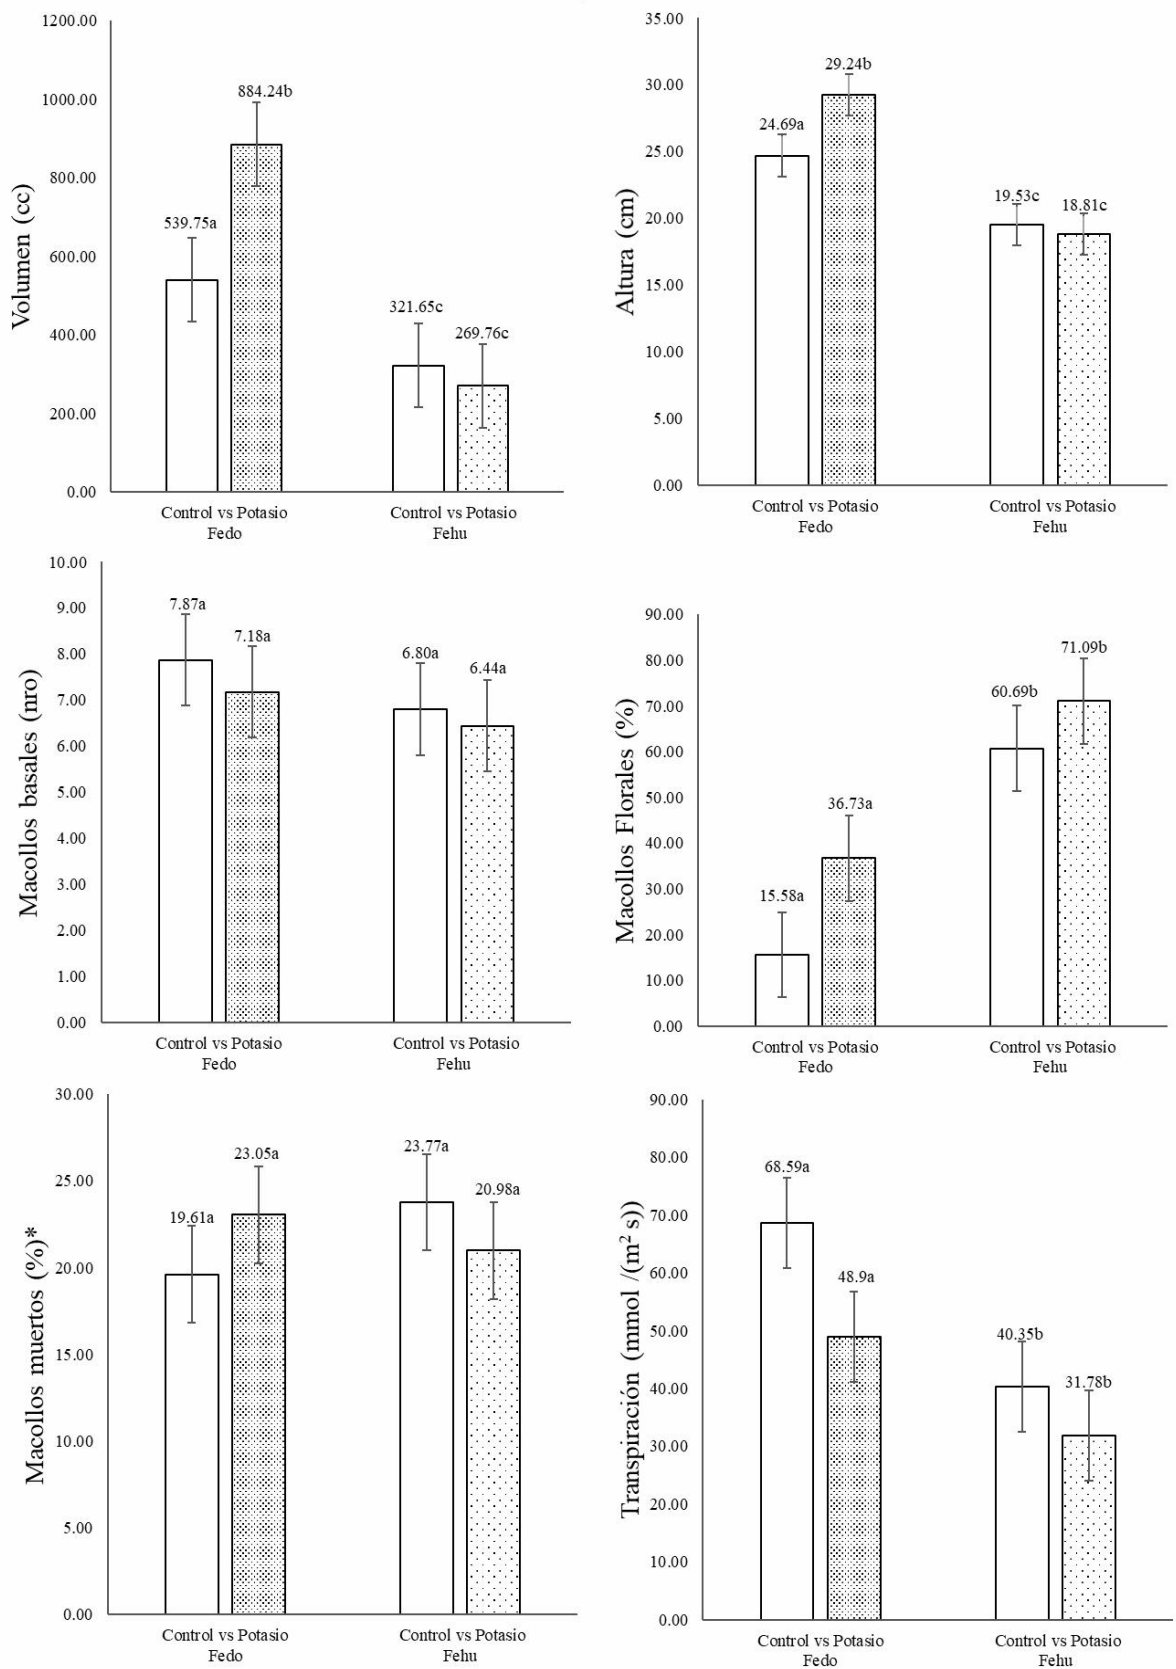 Volumen (cc)
1200.00
1000.00
800.00
600.00
400.00
200.00
0.00
539.75a
884.24b
321.65c
269.76c
Control vs Potasio
Fedo
Control vs Potasio
Fehu
Altura (cm)
35.00
30.00
25.00
20.00
15.00
10.00
5.00
0.00
24.69a
29.24b
19.53c
18.81c
Control vs Potasio
Fedo
Control vs Potasio
Fehu
Macollos basales (nro)
10.00
9.00
8.00
7.00
6.00
5.00
4.00
3.00
2.00
1.00
0.00
7.87a
7.18a
6.80a
6.44a
Control vs Potasio
Fedo
Control vs Potasio
Fehu
Macollos Florales (%)
90.00
80.00
70.00
60.00
50.00
40.00
30.00
20.00
10.00
0.00
15.58a
36.73a
60.69b
71.09b
Control vs Potasio
Fedo
Control vs Potasio
Fehu
Macollos muertos (%)*
30.00
25.00
20.00
15.00
10.00
5.00
0.00
19.61a
23.05a
23.77a
20.98a
Control vs Potasio
Fedo
Control vs Potasio
Fehu
Transpiración (mmol /(m² s))
90.00
80.00
70.00
60.00
50.00
40.00
30.00
20.00
10.00
0.00
68.59a
48.9a
40.35b
31.78b
Control vs Potasio
Fedo
Control vs Potasio
Fehu